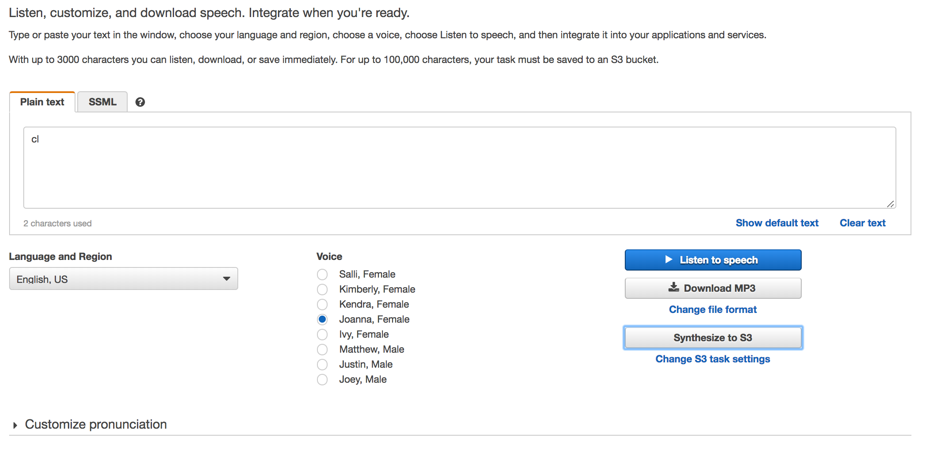 Listen, customize, and download speech. Integrate when you're ready.
Type or paste your text in the window, choose your language and region, choose a voice, choose Listen to speech, and then integrate it into your applications and services.
With up to 3000 characters you can listen, download, or save immediately. For up to 100,000 characters, your task must be saved to an S3 bucket.
Plain text SSML ?
cl
2 characters used Show default text Clear text
Language and Region
English, US
Voice
Salli, Female
Kimberly, Female
Kendra, Female
Joanna, Female
Ivy, Female
Matthew, Male
Justin, Male
Joey, Male
Listen to speech
Download MP3
Change file format
Synthesize to S3
Change S3 task settings
Customize pronunciation